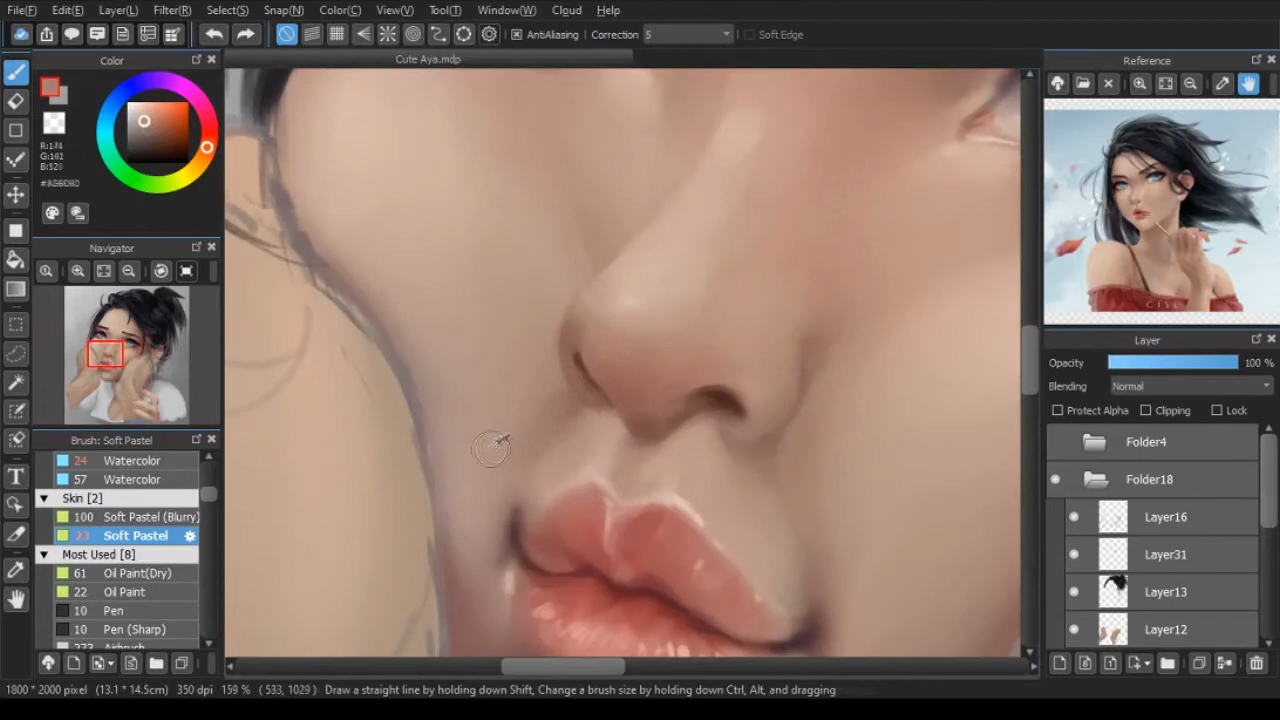 File(F) Edit(E) Layer(L) Filter(R) Select(S) Snap(N) Color(C) View(V) Tool(T) Window(W) Cloud Help
AntiAliasing Correction 5 Soft Edge
Color
Cute Aya.mdp
Reference
R:
G:
B:
Navigator
CISL
Layer
Opacity 100 %
Blending Normal
Protect Alpha Clipping Lock
Brush: Soft Pastel
24 Watercolor
57 Watercolor
Skin [2]
100 Soft Pastel (Blurry)
23 Soft Pastel
Most Used [8]
61 Oil Paint(Dry)
22 Oil Paint
10 Pen
10 Pen (Sharp)
273 Airbrush
Folder4
Folder18
Layer16
Layer31
Layer13
Layer12
1800 * 2000 pixel (13.1 * 14.5cm) 350 dpi 159 % ( 533, 1029 ) Draw a straight line by holding down Shift, Change a brush size by holding down Ctrl, Alt, and dragging